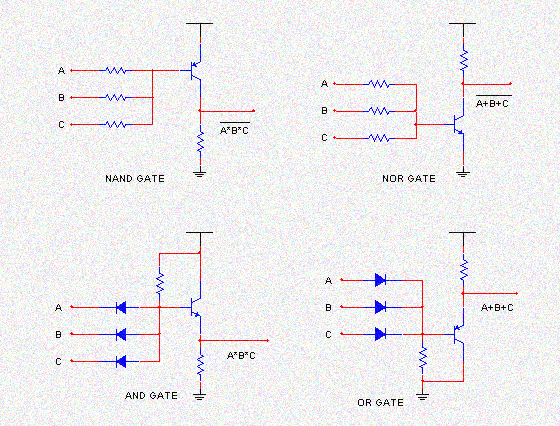 A
B
C
A*B*C
NAND GATE
A
B
C
A+B+C
NOR GATE
A
B
C
A*B*C
AND GATE
A
B
C
A+B+C
OR GATE